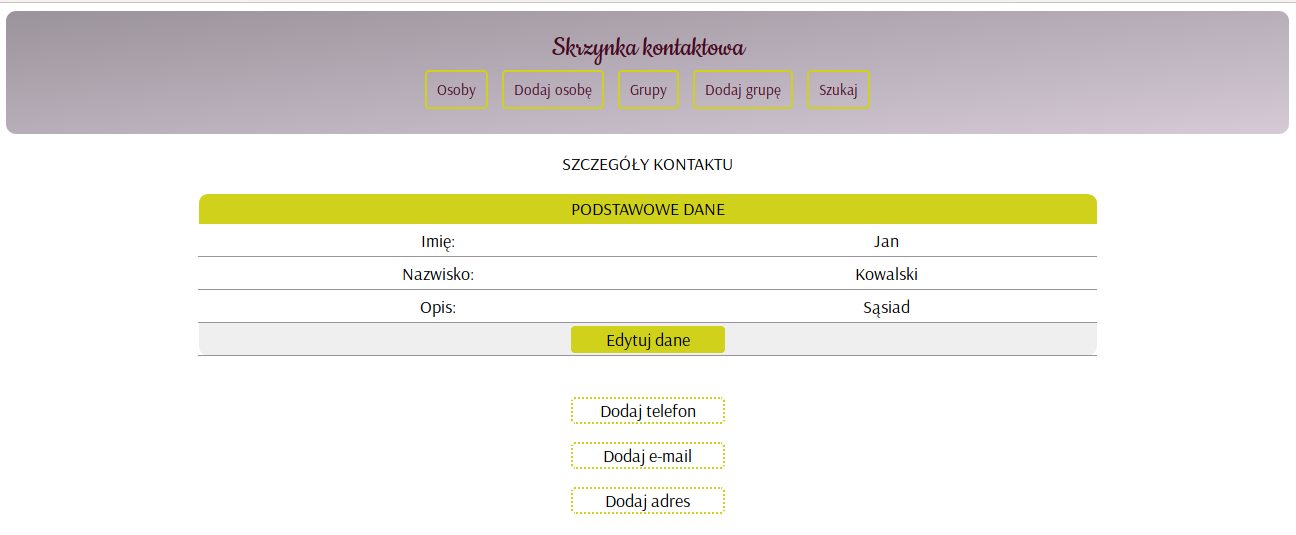 Skrzynka kontaktowa
Osoby Dodaj osobę Grupy Dodaj grupę Szukaj
SZCZEGÓŁY KONTAKTU
PODSTAWOWE DANE
Imię: Jan
Nazwisko: Kowalski
Opis: Sąsiad
Edytuj dane
Dodaj telefon
Dodaj e-mail
Dodaj adres